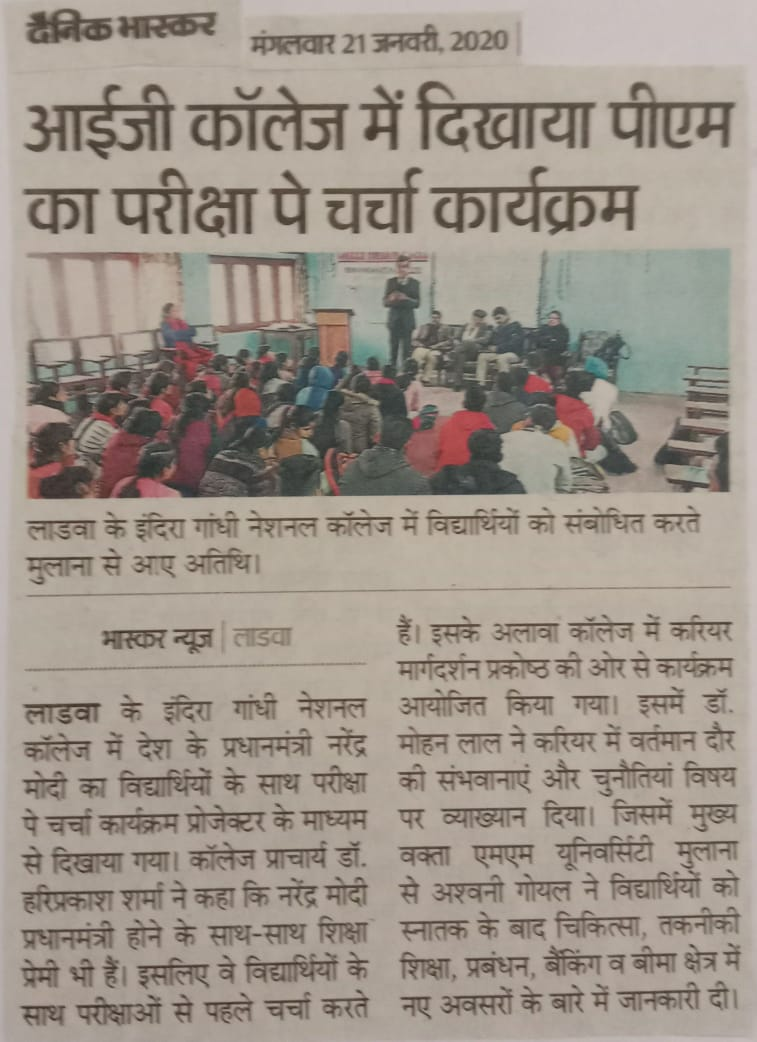 दैनिक भास्कर
मंगलवार 21 जनवरी, 2020
आईजी कॉलेज में दिखाया पीएम
का परीक्षा पे चर्चा कार्यक्रम
लाडवा के इंदिरा गांधी नेशनल कॉलेज में विद्यार्थियों को संबोधित करते
मुलाना से आए अतिथि।
भास्कर न्यूज | लाडवा
लाडवा के इंदिरा गांधी नेशनल
कॉलेज में देश के प्रधानमंत्री नरेंद्र
मोदी का विद्यार्थियों के साथ परीक्षा
पे चर्चा कार्यक्रम प्रोजेक्टर के माध्यम
से दिखाया गया। कॉलेज प्राचार्य डॉ.
हरिप्रकाश शर्मा ने कहा कि नरेंद्र मोदी
प्रधानमंत्री होने के साथ-साथ शिक्षा
प्रेमी भी हैं। इसलिए वे विद्यार्थियों के
साथ परीक्षाओं से पहले चर्चा करते
हैं। इसके अलावा कॉलेज में करियर
मार्गदर्शन प्रकोष्ठ की ओर से कार्यक्रम
आयोजित किया गया। इसमें डॉ.
मोहन लाल ने करियर में वर्तमान दौर
की संभवानाएं और चुनौतियां विषय
पर व्याख्यान दिया। जिसमें मुख्य
वक्ता एमएम यूनिवर्सिटी मुलाना
से अश्वनी गोयल ने विद्यार्थियों को
स्नातक के बाद चिकित्सा, तकनीकी
शिक्षा, प्रबंधन, बैंकिंग व बीमा क्षेत्र में
नए अवसरों के बारे में जानकारी दी।